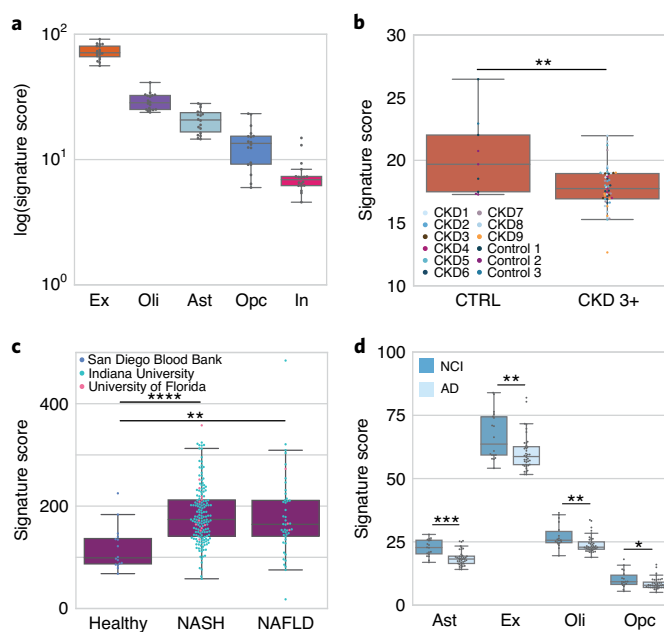 a
log(signature score)
10²
10¹
10⁰
Ex Oli Ast Opc In
b
Signature score
30
25
20
15
10
**
CKD1 CKD7
CKD2 CKD8
CKD3 CKD9
CKD4 Control 1
CKD5 Control 2
CKD6 Control 3
CTRL CKD 3+
c
San Diego Blood Bank
Indiana University
University of Florida
Signature score
400
200
0
****
**
Healthy NASH NAFLD
d
NCI
AD
Signature score
100
75
50
25
0
***
**
**
*
Ast Ex Oli Opc